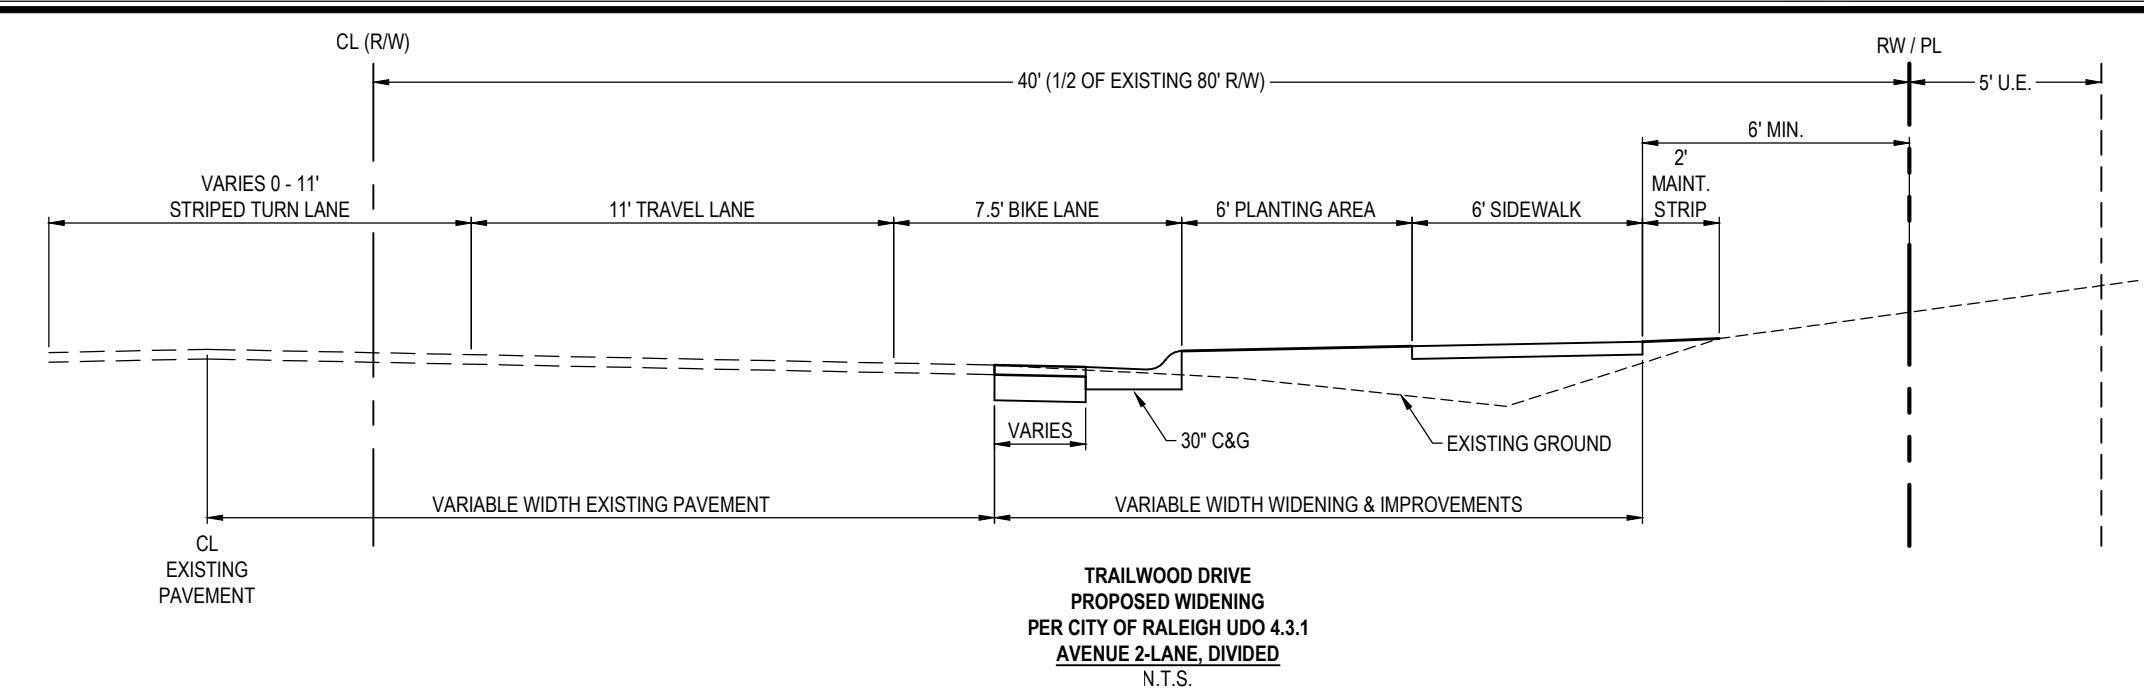 CL (R/W)
RW / PL
40' (1/2 OF EXISTING 80' R/W)
5' U.E.
6' MIN.
VARIES 0 - 11'
STRIPED TURN LANE
11' TRAVEL LANE
7.5' BIKE LANE
6' PLANTING AREA
6' SIDEWALK
2'
MAINT.
STRIP
VARIES
30" C&G
EXISTING GROUND
VARIABLE WIDTH EXISTING PAVEMENT
VARIABLE WIDTH WIDENING & IMPROVEMENTS
CL
EXISTING
PAVEMENT
TRAILWOOD DRIVE
PROPOSED WIDENING
PER CITY OF RALEIGH UDO 4.3.1
AVENUE 2-LANE, DIVIDED
N.T.S.